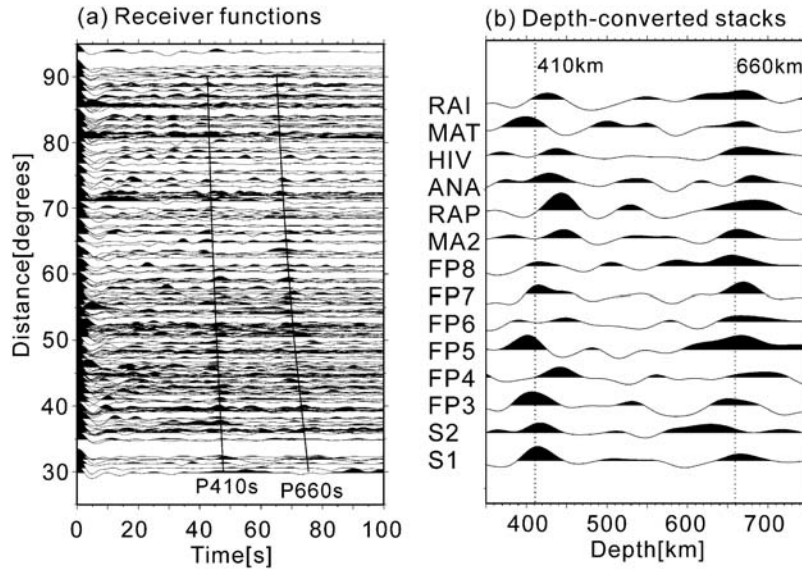 (a) Receiver functions
Distance[degrees]
90
80
70
60
50
40
30
P410s
P660s
0 20 40 60 80 100
Time[s]
(b) Depth-converted stacks
410km
660km
RAI
MAT
HIV
ANA
RAP
MA2
FP8
FP7
FP6
FP5
FP4
FP3
S2
S1
400 500 600 700
Depth[km]